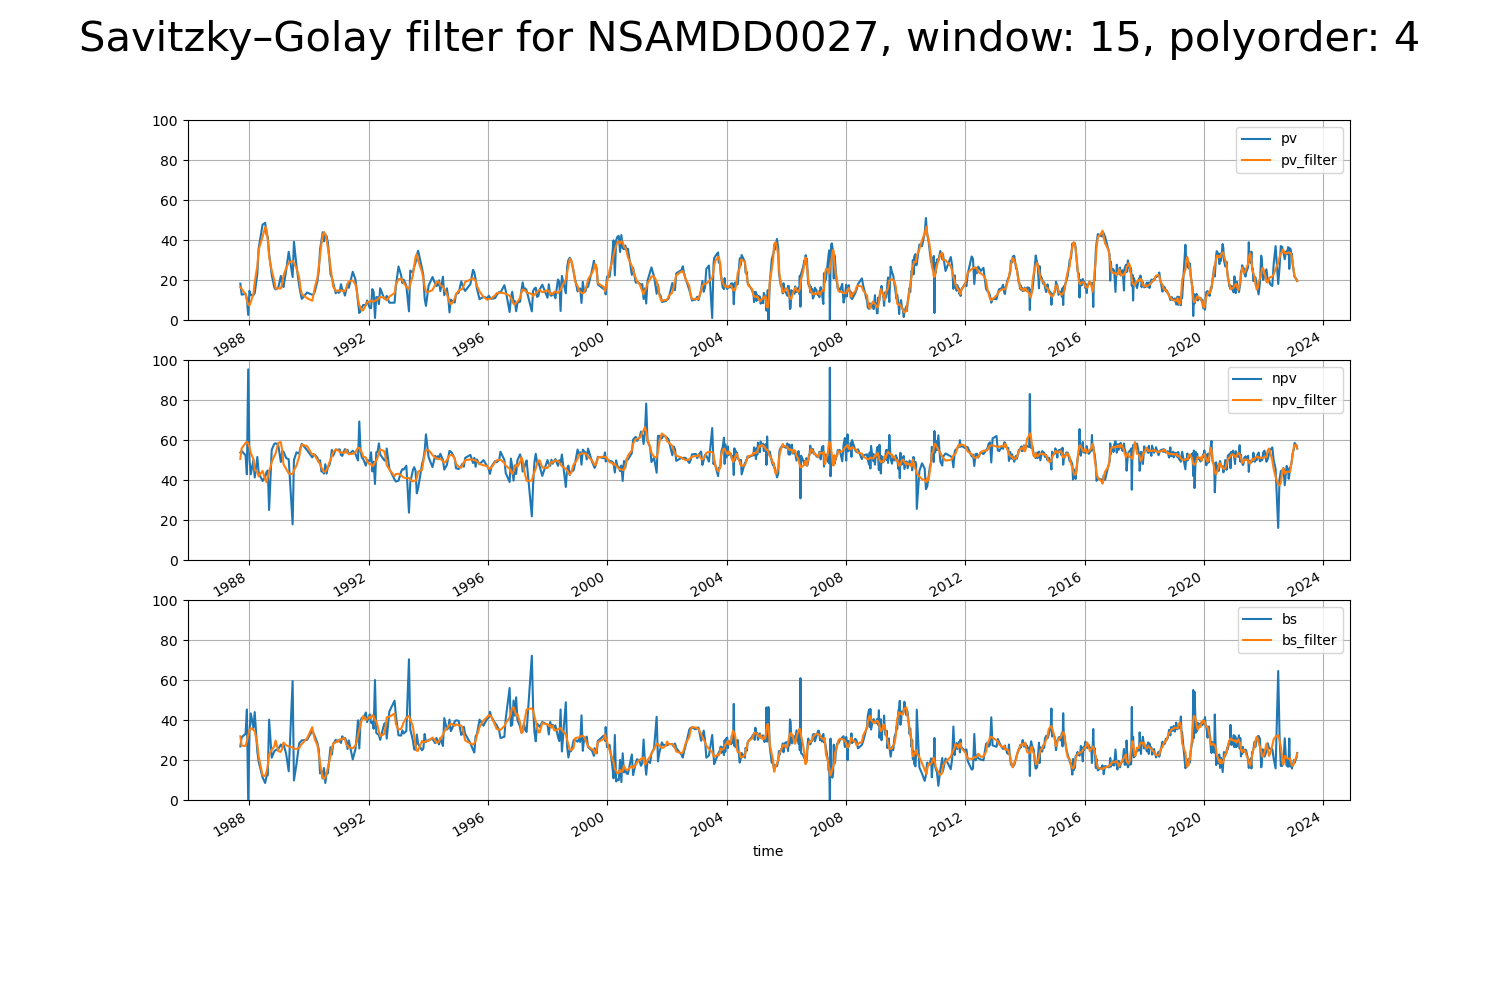 Savitzky–Golay filter for NSAMDD0027, window: 15, polyorder: 4
100
80
60
40
20
0
pv
pv_filter
1988 1992 1996 2000 2004 2008 2012 2016 2020 2024
100
80
60
40
20
0
npv
npv_filter
1988 1992 1996 2000 2004 2008 2012 2016 2020 2024
100
80
60
40
20
0
bs
bs_filter
1988 1992 1996 2000 2004 2008 2012 2016 2020 2024
time